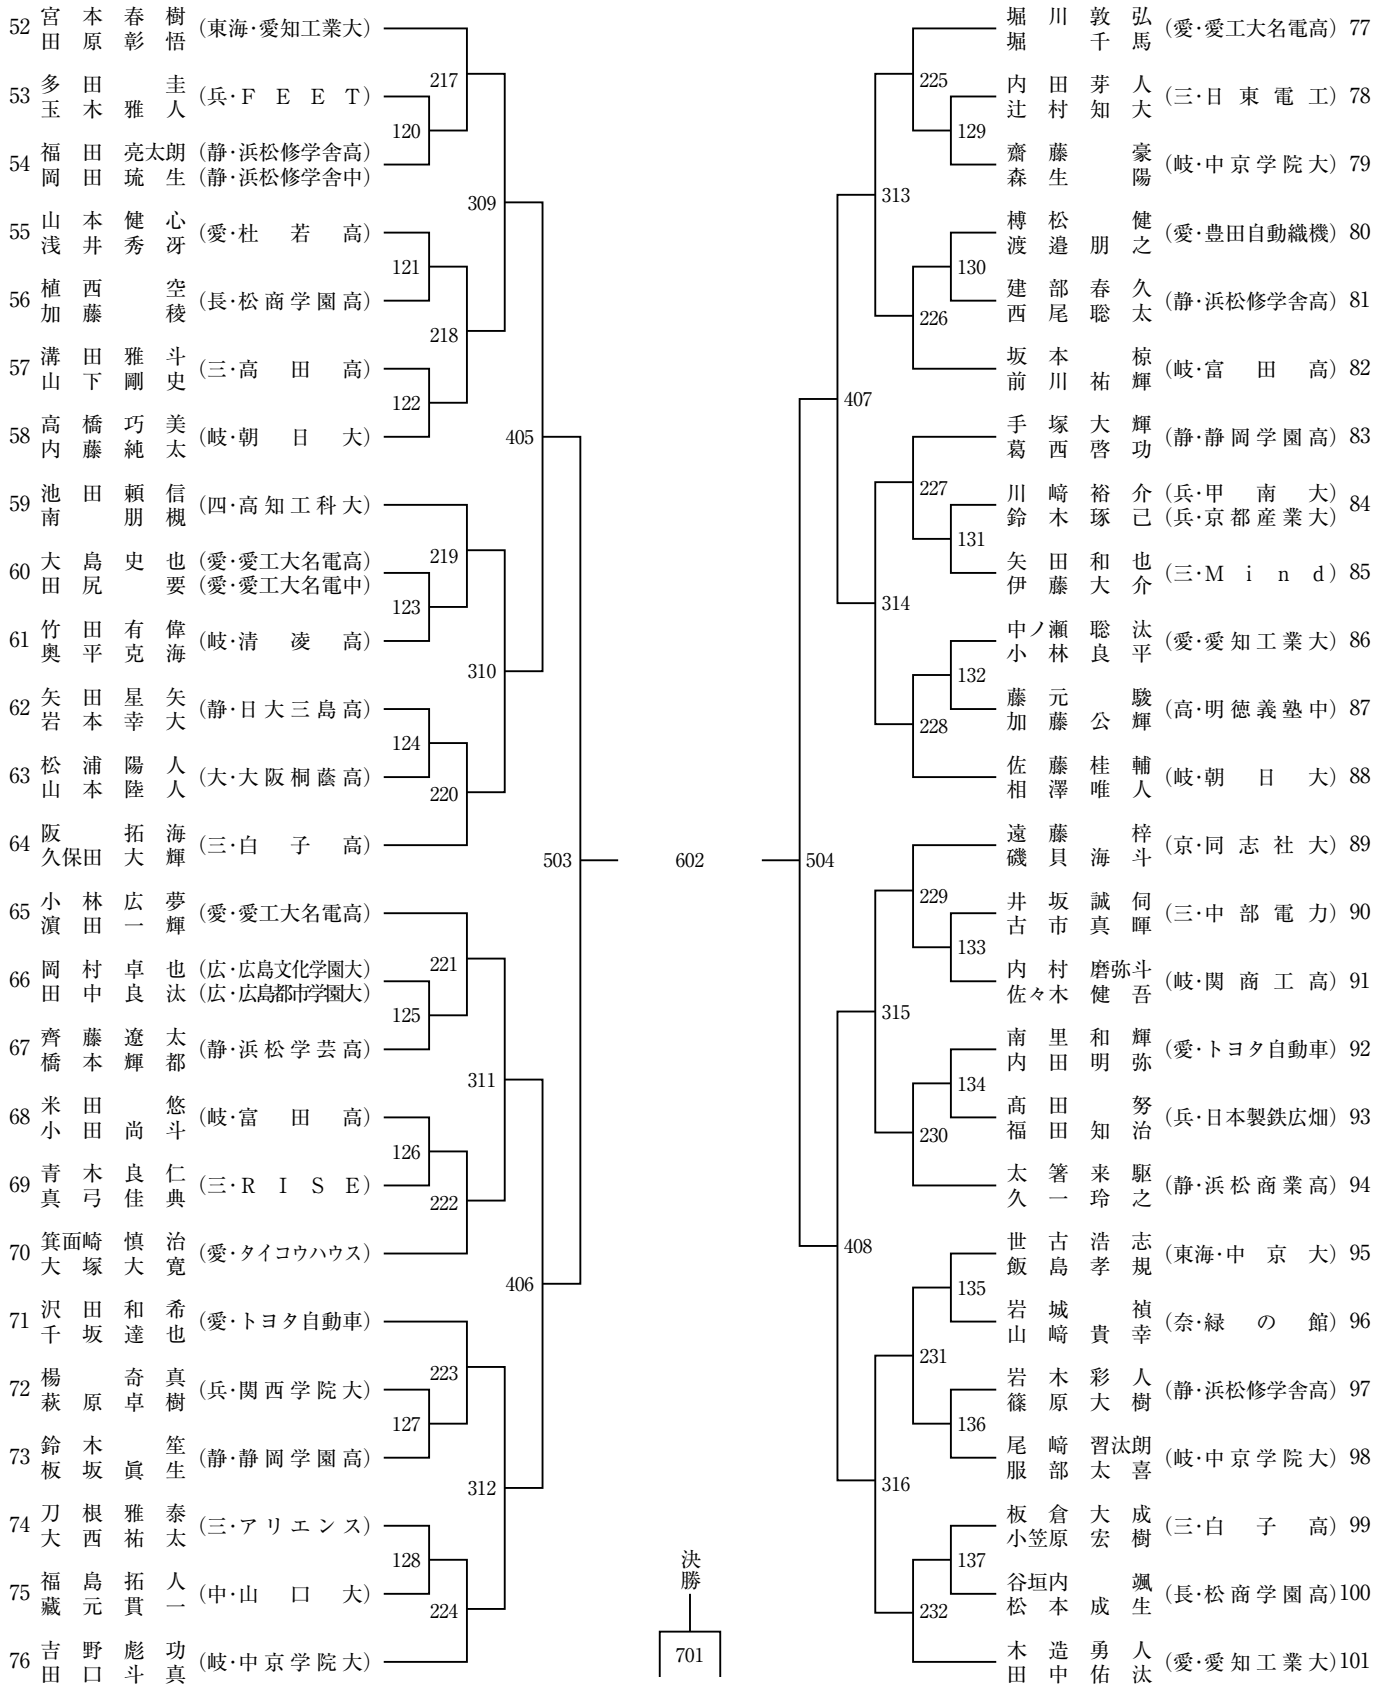 52 宮本春樹 田原彰悟 (東海・愛知工業大)
53 多田圭 玉木雅人 (兵・FEET)
54 福田亮太朗 (静・浜松修学舎高)
岡田琉生 (静・浜松修学舎中)
55 山本健心 浅井秀冴 (愛・杜若高)
56 植西空 加藤稜 (長・松商学園高)
57 溝田雅斗 山下剛史 (三・高田高)
58 高橋巧美 内藤純太 (岐・朝日大)
59 池田頼信 南朋槻 (四・高知工科大)
60 大島史也 (愛・愛工大名電高)
田尻要 (愛・愛工大名電中)
61 竹田有偉 奥平克海 (岐・清凌高)
62 矢田星矢 岩本幸大 (静・日大三島高)
63 松浦陽人 山本陸人 (大・大阪桐蔭高)
64 阪拓海 久保田大輝 (三・白子高)
65 小林広夢 濵田一輝 (愛・愛工大名電高)
66 岡村卓也 (広・広島文化学園大)
田中良汰 (広・広島都市学園大)
67 齊藤遼太 橋本輝都 (静・浜松学芸高)
68 米田悠 小田尚斗 (岐・富田高)
69 青木良仁 真弓佳典 (三・RISE)
70 箕面崎慎治 大塚大寛 (愛・タイコウハウス)
71 沢田和希 千坂達也 (愛・トヨタ自動車)
72 楊奇真 萩原卓樹 (兵・関西学院大)
73 鈴木笙 板坂眞生 (静・静岡学園高)
74 刀根雅泰 大西祐太 (三・アリエンス)
75 福島拓人 藏元貫一 (中・山口大)
76 吉野彪功 田口斗真 (岐・中京学院大)
217
120
309
121
218
122
405
219
123
310
124
220
503
221
125
311
126
222
406
223
127
312
128
224
602
決勝
701
504
225
129
313
130
226
407
227
131
314
132
228
229
133
315
134
230
408
135
231
136
316
137
232
堀川敦弘 堀千馬 (愛・愛工大名電高) 77
内田芽人 辻村知大 (三・日東電工) 78
齋藤豪 森生陽 (岐・中京学院大) 79
榑松健 渡邉朋之 (愛・豊田自動織機) 80
建部春久 西尾聡太 (静・浜松修学舎高) 81
坂本椋 前川祐輝 (岐・富田高) 82
手塚大輝 葛西啓功 (静・静岡学園高) 83
川﨑裕介 (兵・甲南大) 84
鈴木琢己 (兵・京都産業大)
矢田和也 伊藤大介 (三・Mind) 85
中ノ瀬聡汰 小林良平 (愛・愛知工業大) 86
藤元駿 加藤公輝 (高・明徳義塾中) 87
佐藤桂輔 相澤唯人 (岐・朝日大) 88
遠藤梓 磯貝海斗 (京・同志社大) 89
井坂誠伺 古市真暉 (三・中部電力) 90
内村磨弥斗 佐々木健吾 (岐・関商工高) 91
南里和輝 内田明弥 (愛・トヨタ自動車) 92
髙田努 福田知治 (兵・日本製鉄広畑) 93
太箸来駆 久一玲之 (静・浜松商業高) 94
世古浩志 飯島孝規 (東海・中京大) 95
岩城禎 山﨑貴幸 (奈・緑の館) 96
岩木彩人 篠原大樹 (静・浜松修学舎高) 97
尾﨑習汰朗 服部太喜 (岐・中京学院大) 98
板倉大成 小笠原宏樹 (三・白子高) 99
谷垣内颯 松本成生 (長・松商学園高) 100
木造勇人 田中佑汰 (愛・愛知工業大) 101